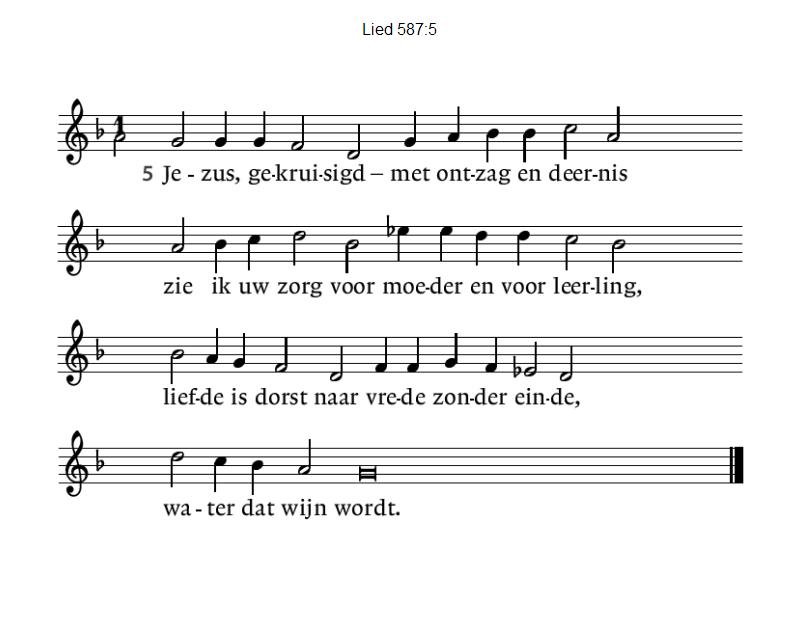 Lied 587:5
1
5 Je - zus, ge-krui-sigd – met ont-zag en deer-nis
zie ik uw zorg voor moe-der en voor leer-ling,
lief-de is dorst naar vre-de zon-der ein-de,
wa - ter dat wijn wordt.